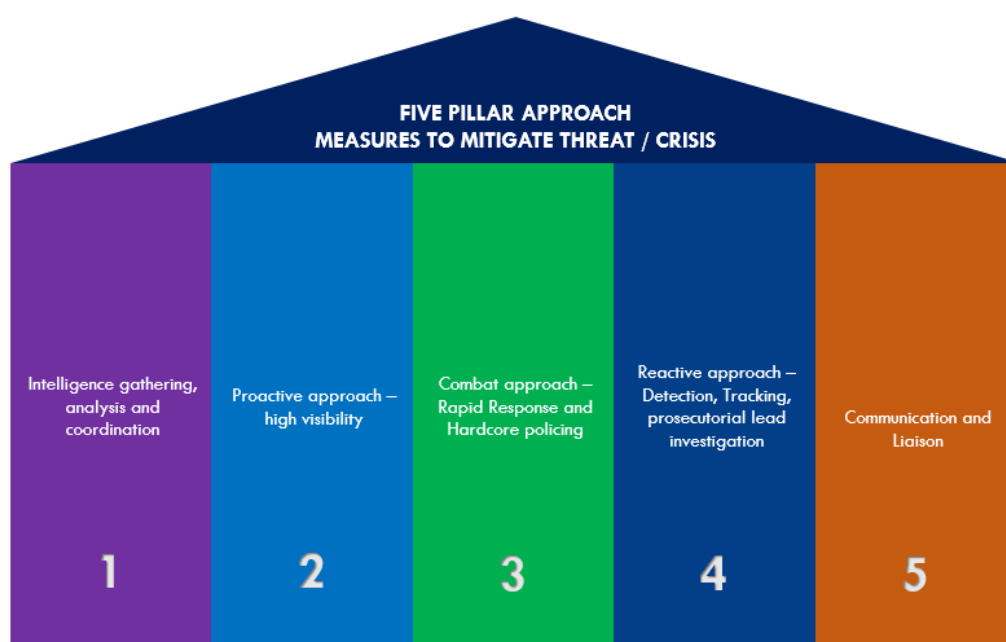 FIVE PILLAR APPROACH
MEASURES TO MITIGATE THREAT / CRISIS
Intelligence gathering,
analysis and
coordination
1
Proactive approach –
high visibility
2
Combat approach –
Rapid Response and
Hardcore policing
3
Reactive approach –
Detection, Tracking,
prosecutorial lead
investigation
4
Communication and
Liaison
5